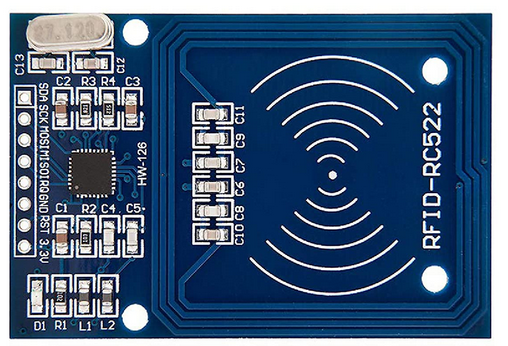 27.120
C13
C12
C2 R3 R4 C3
SDA SCK MOSI MISO IRQ GND RST 3.3V
HW-126
C1 R2 C4 C5
D1 R1 L1 L2
C11
C9
C7
C6
C8
C10
RFID-RC522